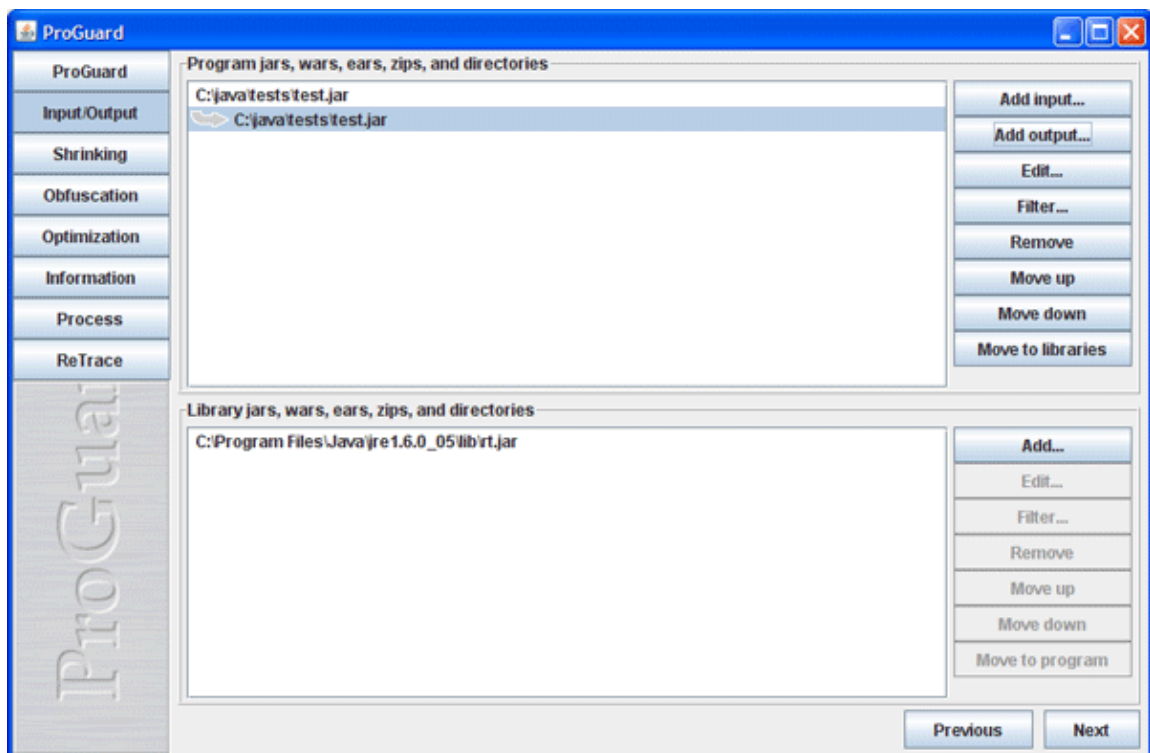 ProGuard
ProGuard
Input/Output
Shrinking
Obfuscation
Optimization
Information
Process
ReTrace
ProGuar
Program jars, wars, ears, zips, and directories
C:\java\tests\test.jar
C:\java\tests\test.jar
Add input...
Add output...
Edit...
Filter...
Remove
Move up
Move down
Move to libraries
Library jars, wars, ears, zips, and directories
C:\Program Files\Java\jre1.6.0_05\lib\rt.jar
Add...
Edit...
Filter...
Remove
Move up
Move down
Move to program
Previous
Next